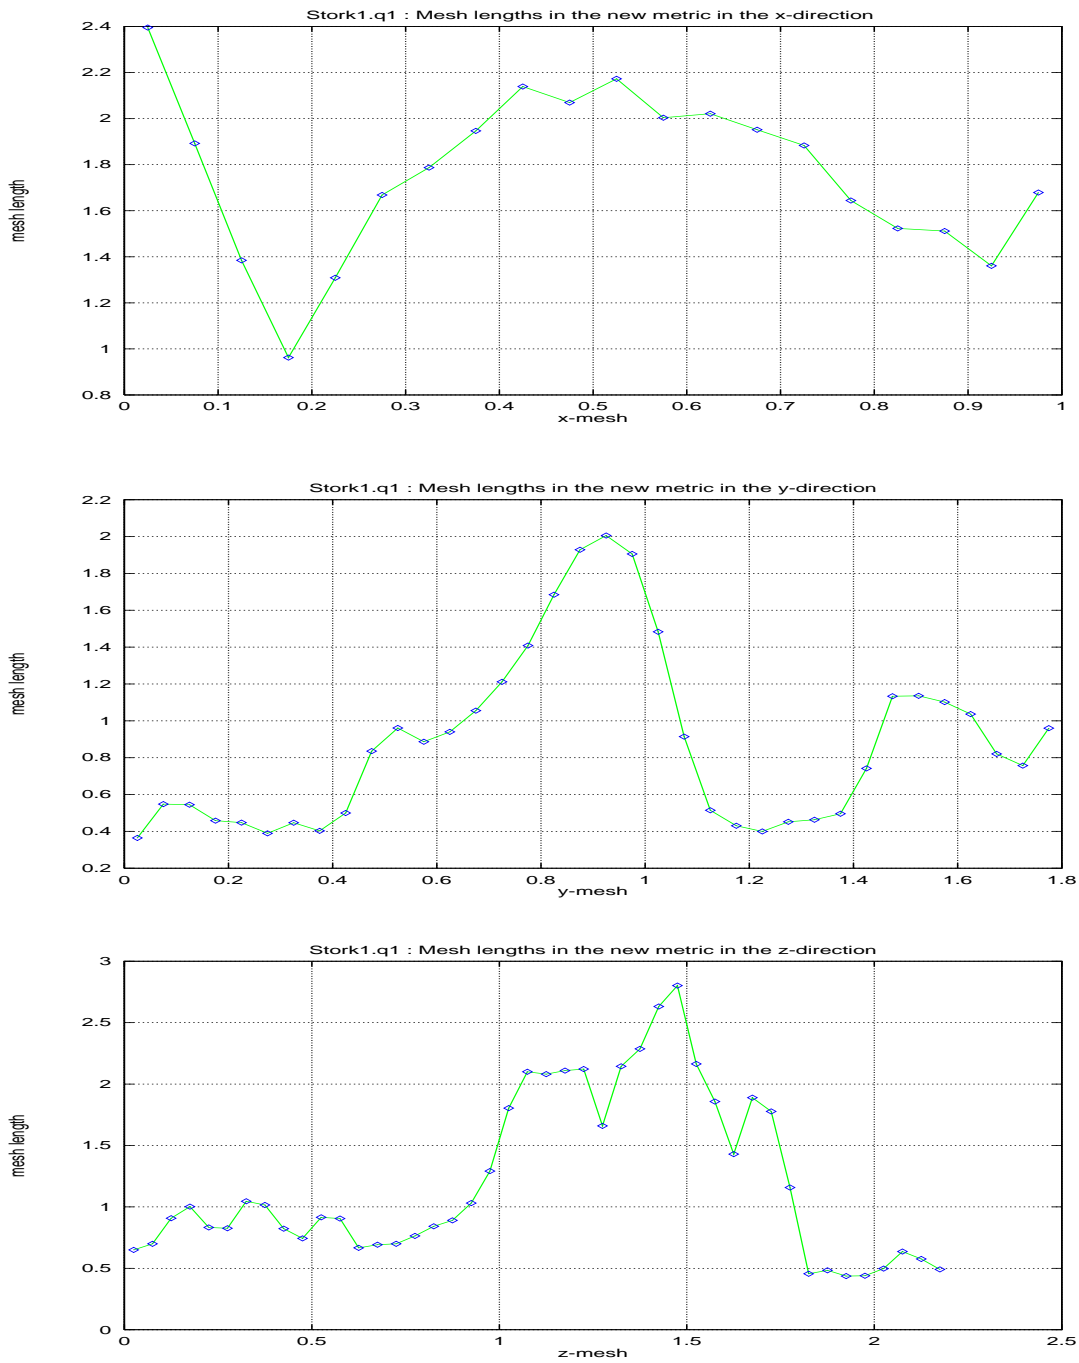 Stork1.q1 : Mesh lengths in the new metric in the x-direction
2.4
2.2
2
1.8
1.6
1.4
1.2
1
0.8
mesh length
0 0.1 0.2 0.3 0.4 0.5 0.6 0.7 0.8 0.9 1
x-mesh
Stork1.q1 : Mesh lengths in the new metric in the y-direction
2.2
2
1.8
1.6
1.4
1.2
1
0.8
0.6
0.4
0.2
mesh length
0 0.2 0.4 0.6 0.8 1 1.2 1.4 1.6 1.8
y-mesh
Stork1.q1 : Mesh lengths in the new metric in the z-direction
3
2.5
2
1.5
1
0.5
0
mesh length
0 0.5 1 1.5 2 2.5
z-mesh